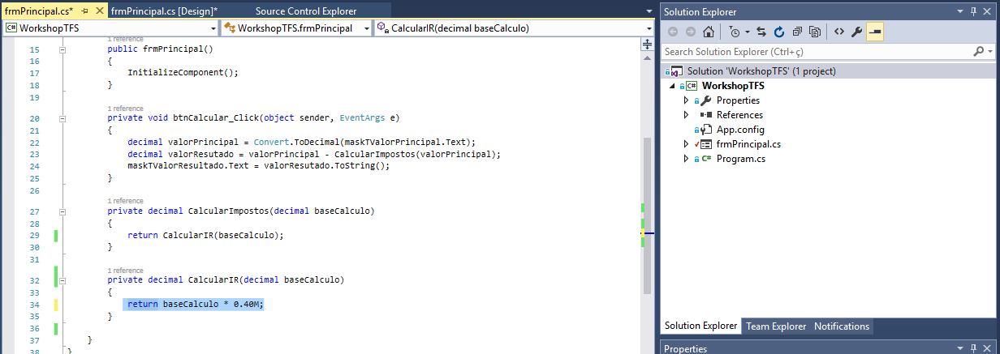 frmPrincipal.cs*
frmPrincipal.cs [Design]*
Source Control Explorer
WorkshopTFS
WorkshopTFS.frmPrincipal
CalcularIR(decimal baseCalculo)
1 reference
15 public frmPrincipal()
16 {
17 InitializeComponent();
18 }
19
1 reference
20 private void btnCalcular_Click(object sender, EventArgs e)
21 {
22 decimal valorPrincipal = Convert.ToDecimal(maskTValorPrincipal.Text);
23 decimal valorResutado = valorPrincipal - CalcularImpostos(valorPrincipal);
24 maskTValorResultado.Text = valorResutado.ToString();
25 }
26
1 reference
27 private decimal CalcularImpostos(decimal baseCalculo)
28 {
29 return CalcularIR(baseCalculo);
30 }
31
1 reference
32 private decimal CalcularIR(decimal baseCalculo)
33 {
34 return baseCalculo * 0.40M;
35 }
36
37 }
38 }
Solution Explorer
Search Solution Explorer (Ctrl+ç)
Solution 'WorkshopTFS' (1 project)
C# WorkshopTFS
Properties
References
App.config
frmPrincipal.cs
C# Program.cs
Solution Explorer
Team Explorer
Notifications
Properties